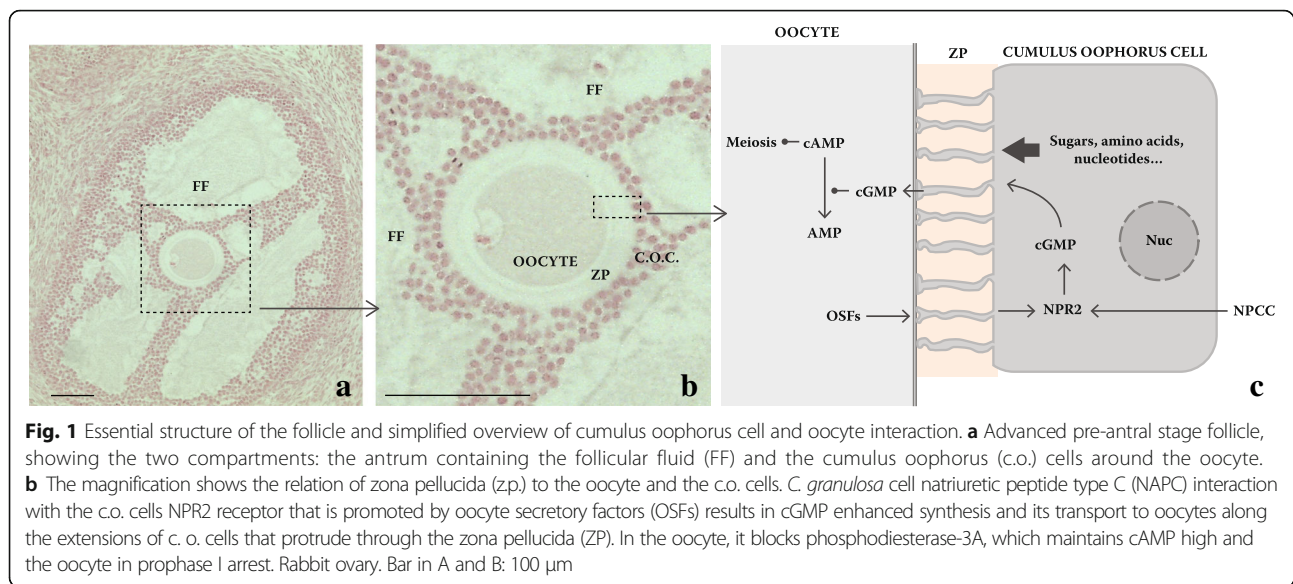 FF
a
FF
FF
OOCYTE
ZP
C.O.C.
b
OOCYTE
ZP
CUMULUS OOPHORUS CELL
Meiosis
cAMP
cGMP
AMP
OSFs
Sugars, amino acids,
nucleotides...
cGMP
Nuc
NPR2
NPCC
c
Fig. 1 Essential structure of the follicle and simplified overview of cumulus oophorus cell and oocyte interaction. a Advanced pre-antral stage follicle,
showing the two compartments: the antrum containing the follicular fluid (FF) and the cumulus oophorus (c.o.) cells around the oocyte.
b The magnification shows the relation of zona pellucida (z.p.) to the oocyte and the c.o. cells. C. granulosa cell natriuretic peptide type C (NAPC) interaction
with the c.o. cells NPR2 receptor that is promoted by oocyte secretory factors (OSFs) results in cGMP enhanced synthesis and its transport to oocytes along
the extensions of c. o. cells that protrude through the zona pellucida (ZP). In the oocyte, it blocks phosphodiesterase-3A, which maintains cAMP high and
the oocyte in prophase I arrest. Rabbit ovary. Bar in A and B: 100 μm